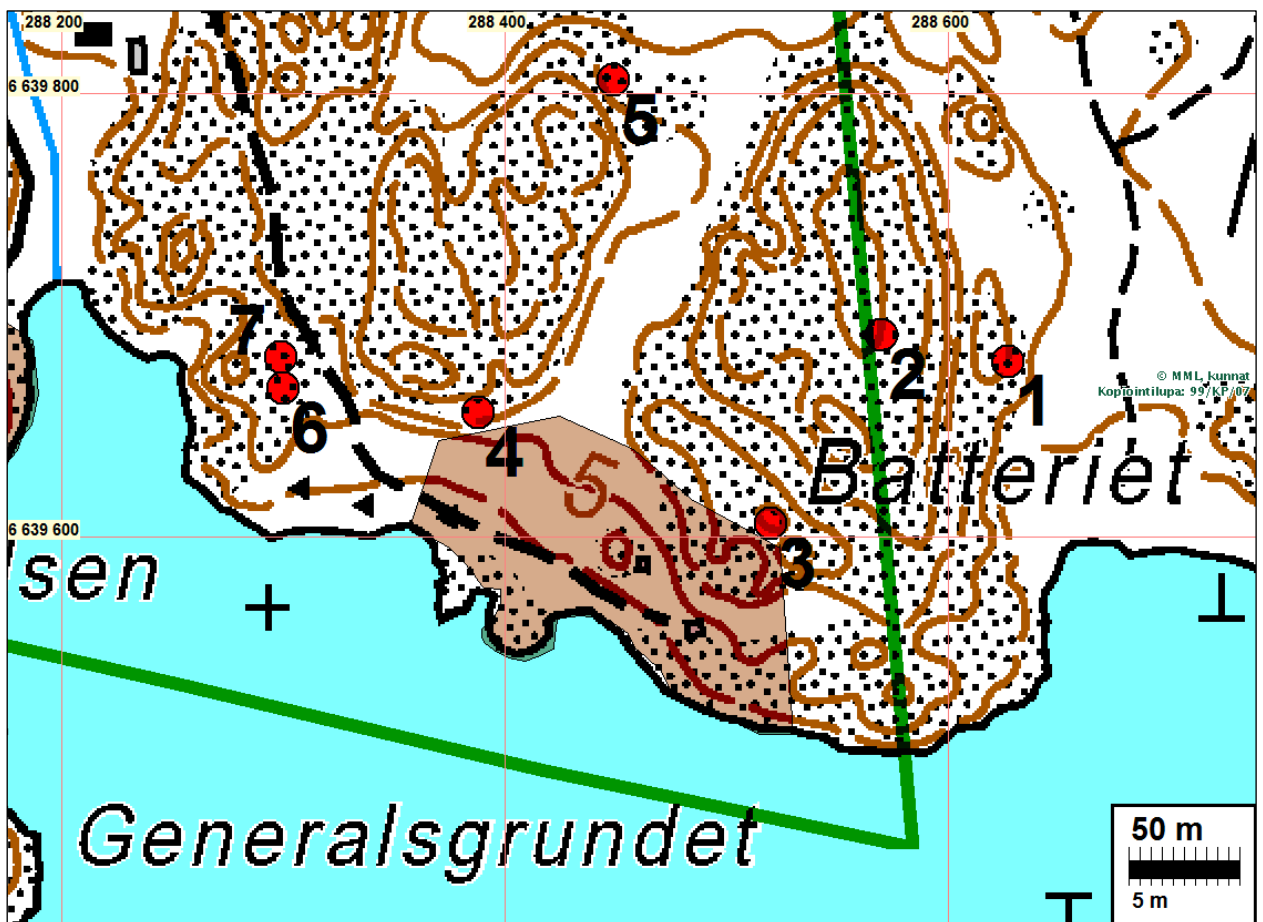 288 200
288 400
288 600
6 639 800
5
7
2
1
© MML, kunnat
Kopiointilupa: 99/KP/07
6
4
5
Batteriet
6 639 600
3
sen
Generalsgrundet
50 m
5 m